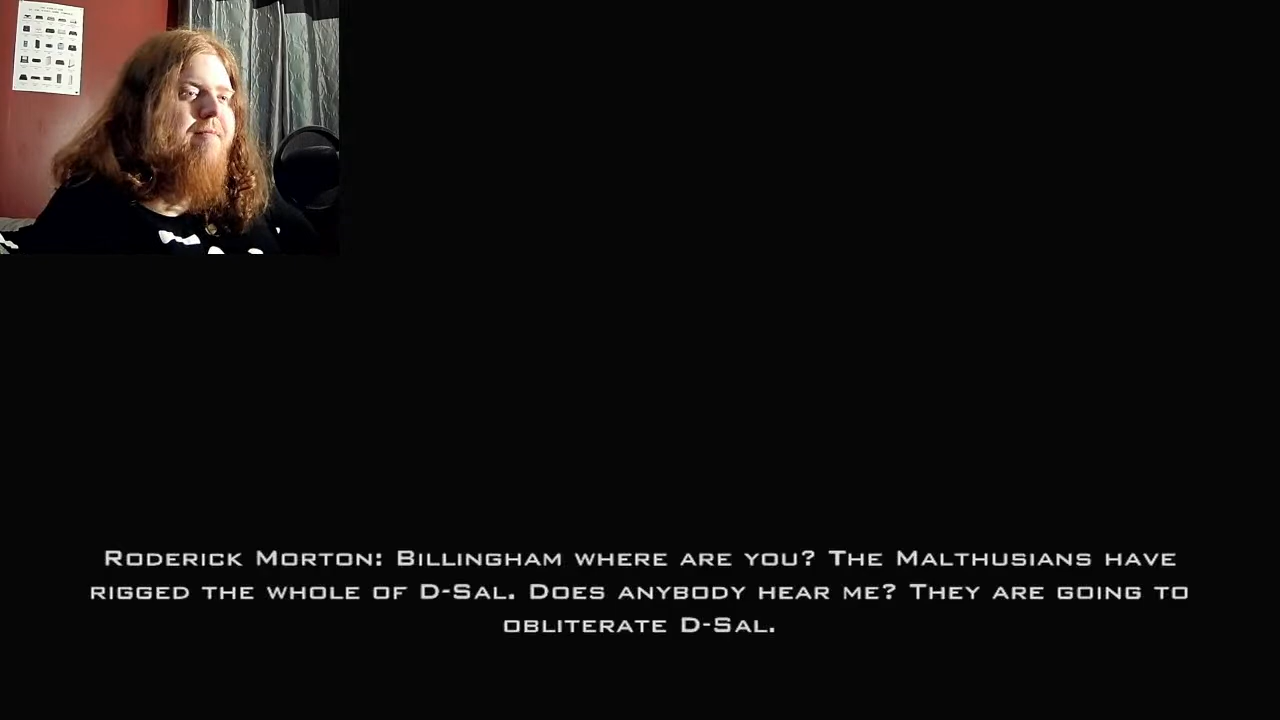 Roderick Morton: Billingham where are you? The Malthusians have
rigged the whole of D-Sal. Does anybody hear me? They are going to
obliterate D-Sal.